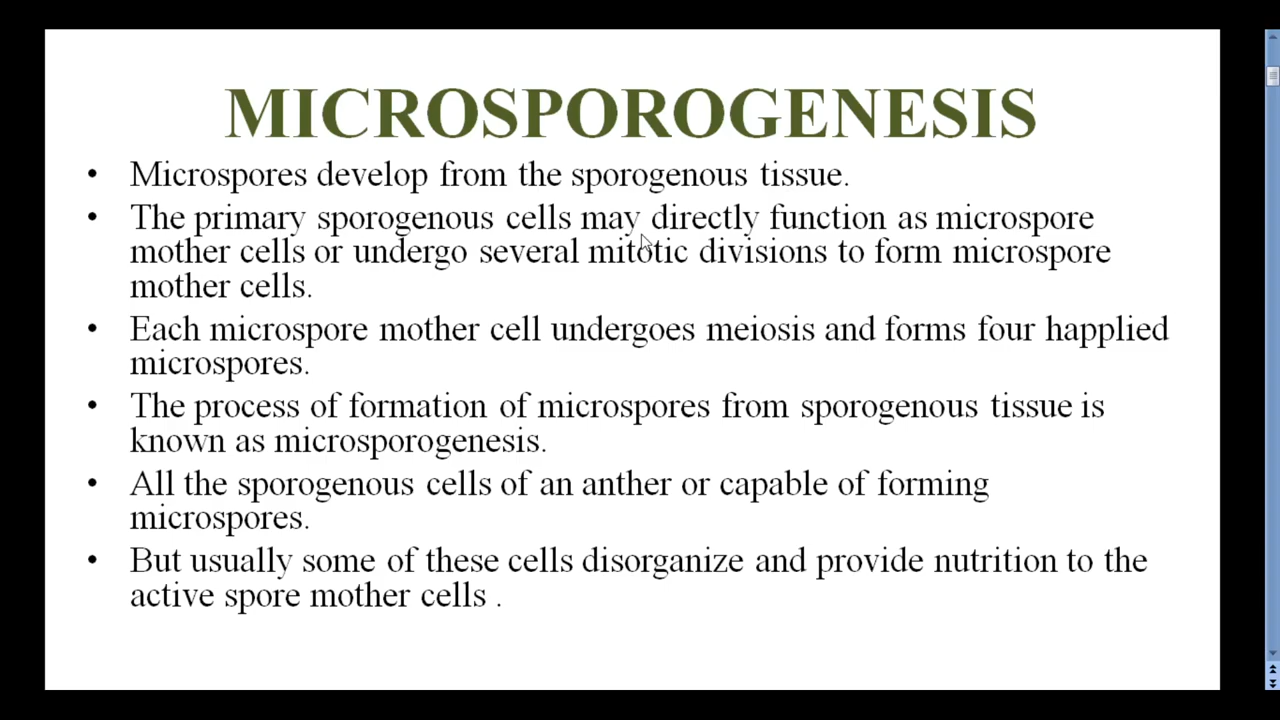 MICROSPOROGENESIS
• Microspores develop from the sporogenous tissue.
• The primary sporogenous cells may directly function as microspore
mother cells or undergo several mitotic divisions to form microspore
mother cells.
• Each microspore mother cell undergoes meiosis and forms four happlied
microspores.
• The process of formation of microspores from sporogenous tissue is
known as microsporogenesis.
• All the sporogenous cells of an anther or capable of forming
microspores.
• But usually some of these cells disorganize and provide nutrition to the
active spore mother cells .